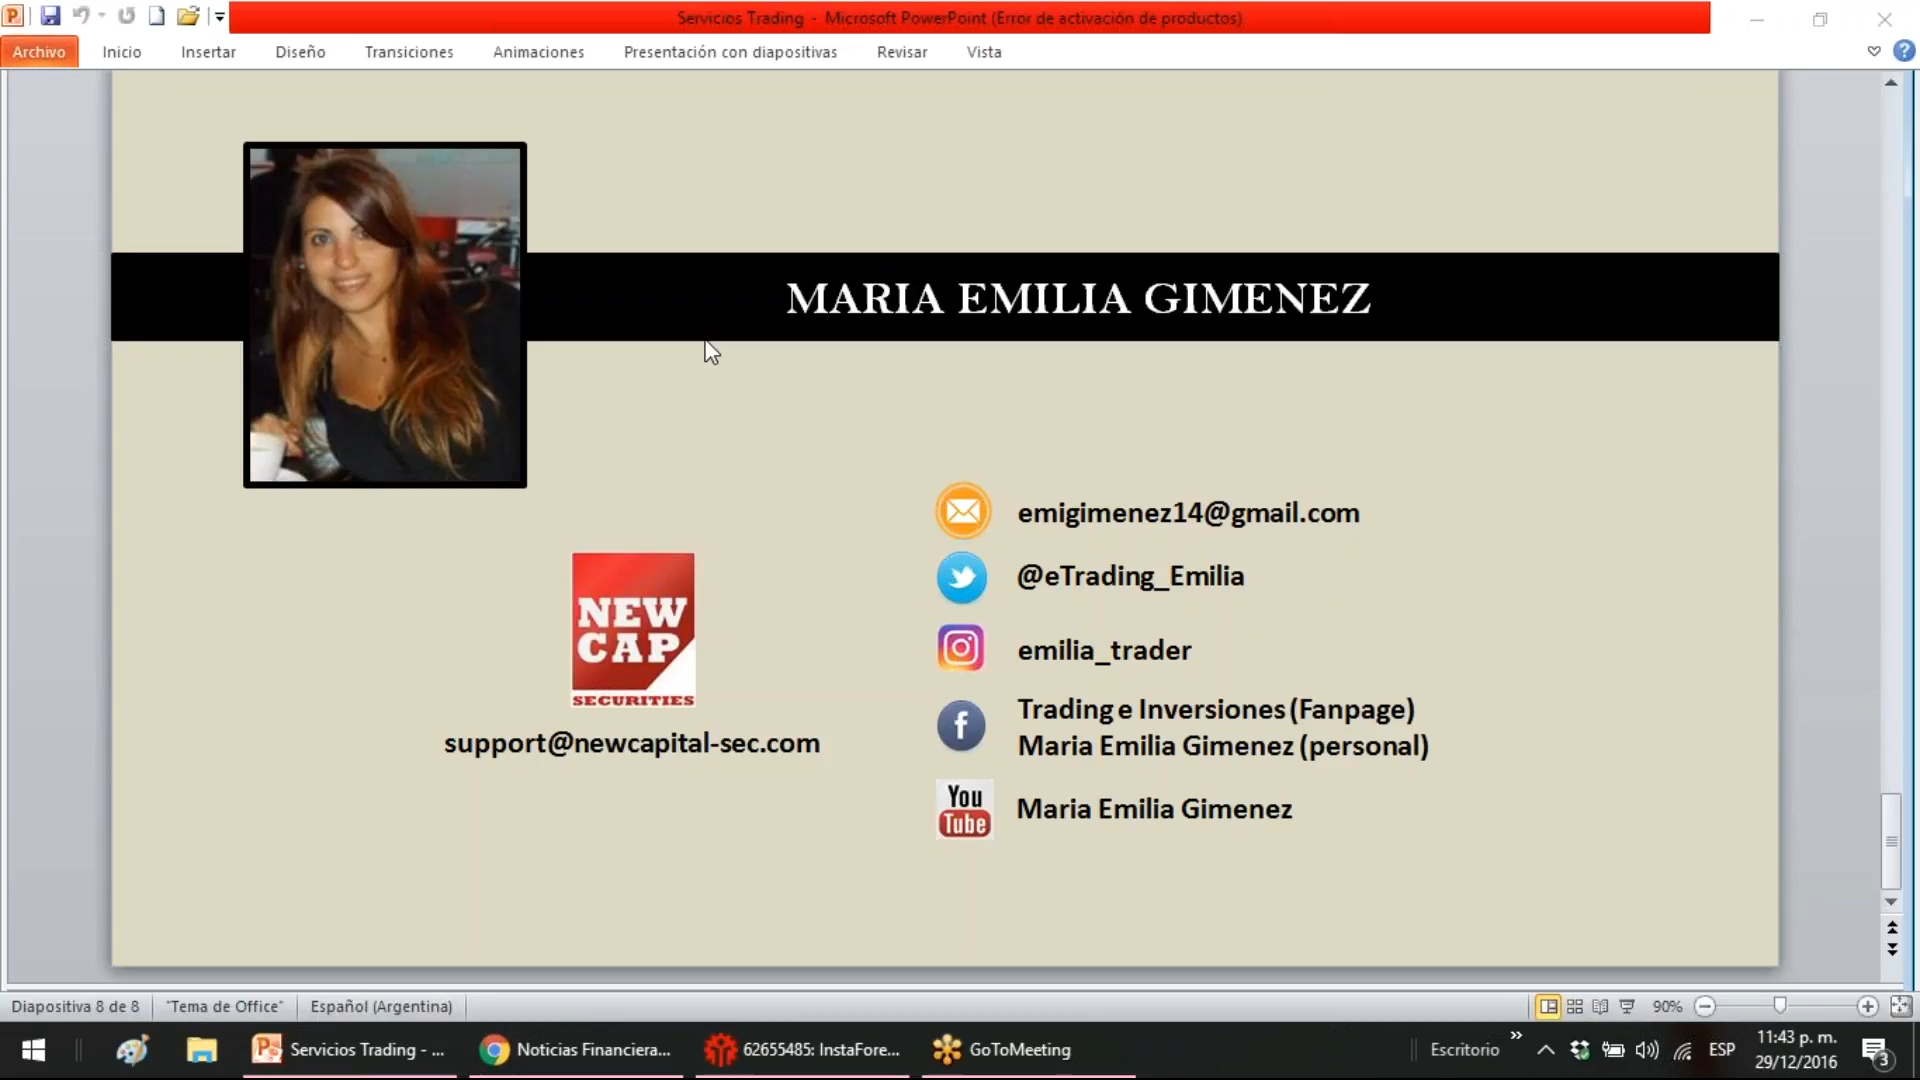 Servicios Trading - Microsoft PowerPoint (Error de activación de productos)
Archivo Inicio Insertar Diseño Transiciones Animaciones Presentación con diapositivas Revisar Vista
MARIA EMILIA GIMENEZ
emigimenez14@gmail.com
@eTrading_Emilia
emilia_trader
Trading e Inversiones (Fanpage)
Maria Emilia Gimenez (personal)
You
Tube
Maria Emilia Gimenez
NEW
CAP
SECURITIES
support@newcapital-sec.com
Diapositiva 8 de 8 "Tema de Office" Español (Argentina) 90%
Servicios Trading - ... Noticias Financiera... 62655485: InstaFore... GoToMeeting Escritorio » ESP 11:43 p. m.
29/12/2016 3